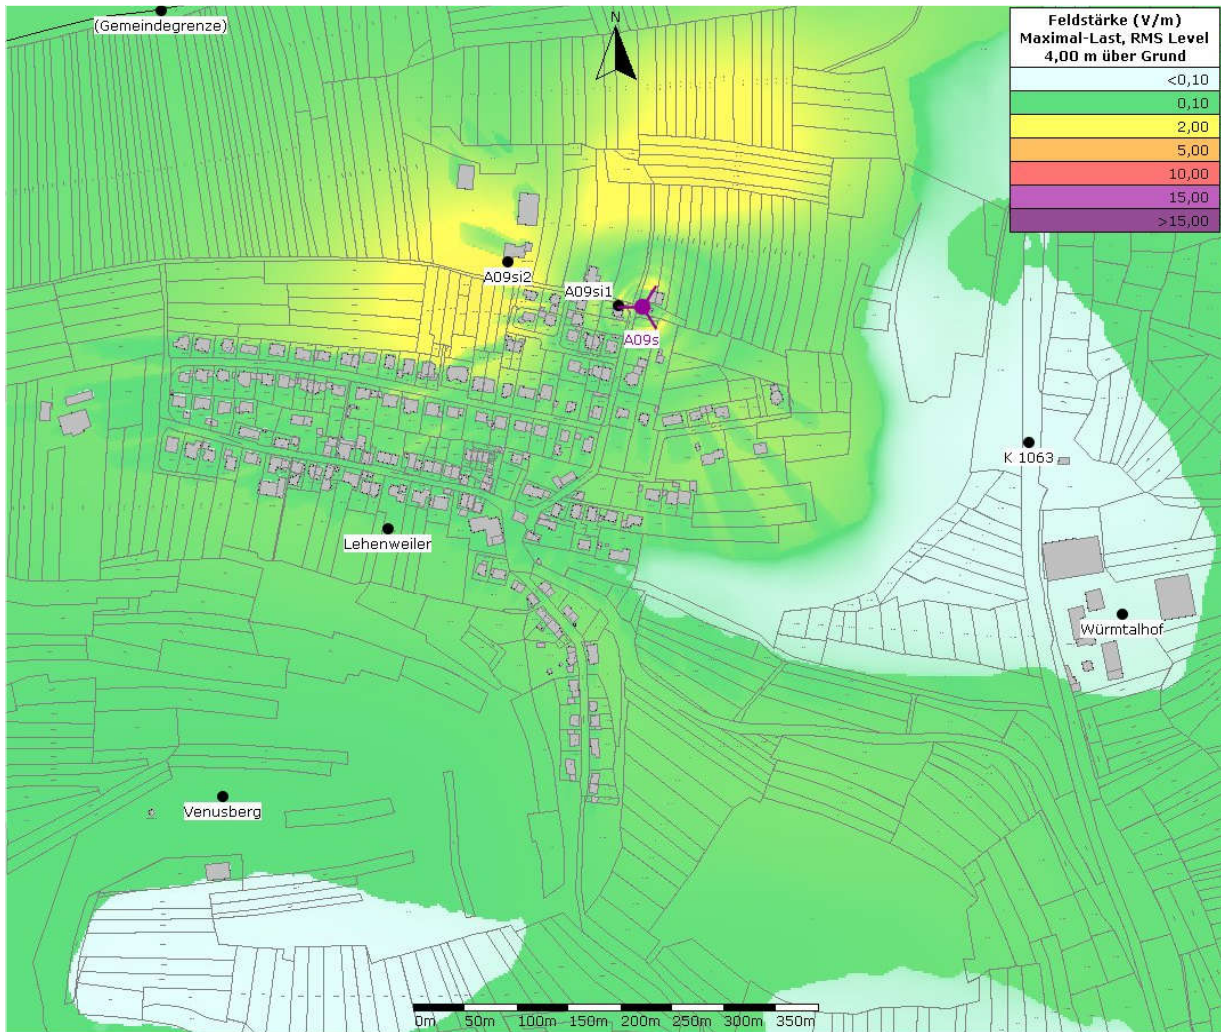 (Gemeindegrenze)
N
Feldstärke (V/m)
Maximal-Last, RMS Level
4,00 m über Grund
<0,10
0,10
2,00
5,00
10,00
15,00
>15,00
A09si2
A09si1
A09s
K 1063
Lehenweiler
Würmtalhof
Venusberg
0m 50m 100m 150m 200m 250m 300m 350m